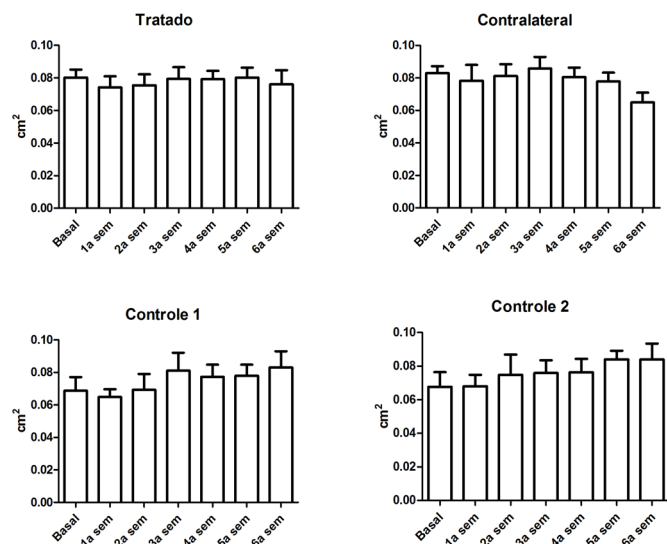 Tratado
0.10
0.08
0.06
0.04
0.02
0.00
cm²
Basal
1a sem
2a sem
3a sem
4a sem
5a sem
6a sem
Contralateral
0.10
0.08
0.06
0.04
0.02
0.00
cm²
Basal
1a sem
2a sem
3a sem
4a sem
5a sem
6a sem
Controle 1
0.10
0.08
0.06
0.04
0.02
0.00
cm²
Basal
1a sem
2a sem
3a sem
4a sem
5a sem
6a sem
Controle 2
0.10
0.08
0.06
0.04
0.02
0.00
cm²
Basal
1a sem
2a sem
3a sem
4a sem
5a sem
6a sem